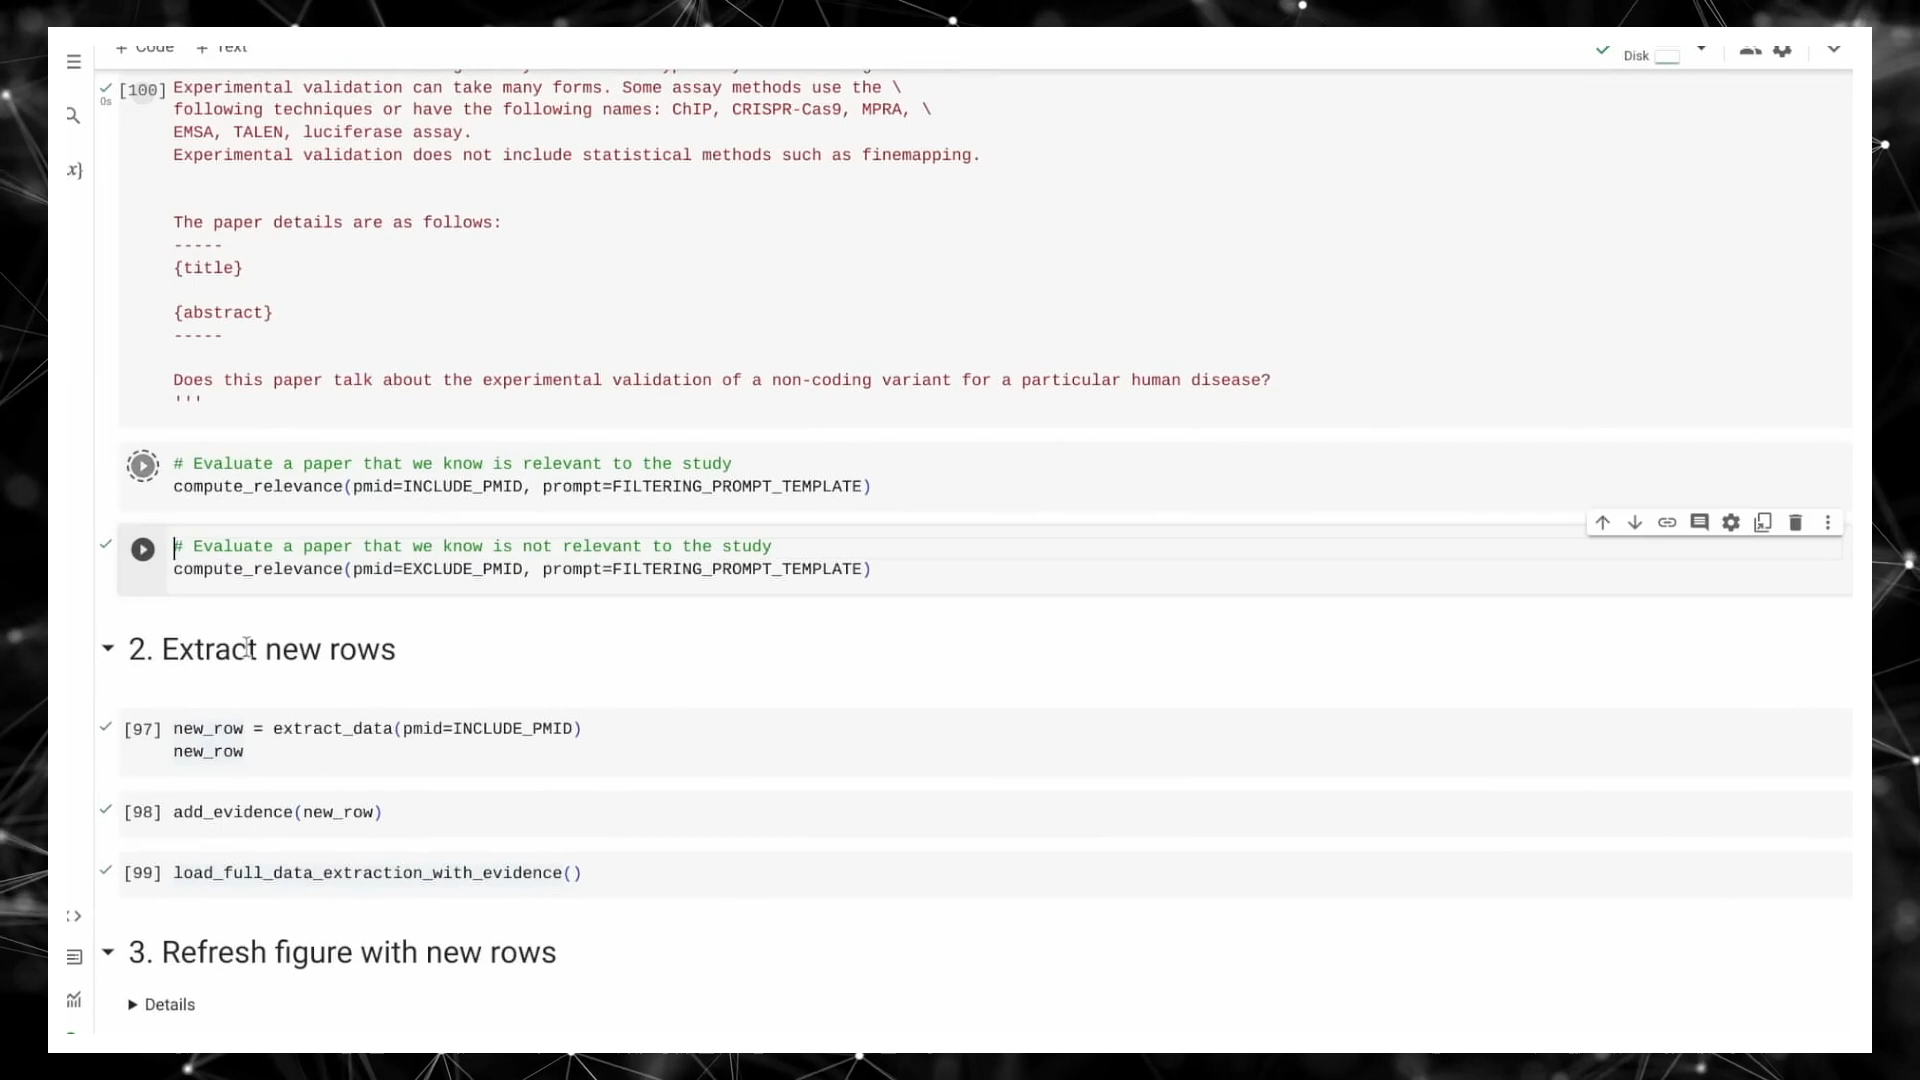 + Code + Text
Disk
[100] Experimental validation can take many forms. Some assay methods use the \
0s
following techniques or have the following names: ChIP, CRISPR-Cas9, MPRA, \
EMSA, TALEN, luciferase assay.
Experimental validation does not include statistical methods such as finemapping.
The paper details are as follows:
-----
{title}
{abstract}
-----
Does this paper talk about the experimental validation of a non-coding variant for a particular human disease?
'''
# Evaluate a paper that we know is relevant to the study
compute_relevance(pmid=INCLUDE_PMID, prompt=FILTERING_PROMPT_TEMPLATE)
# Evaluate a paper that we know is not relevant to the study
compute_relevance(pmid=EXCLUDE_PMID, prompt=FILTERING_PROMPT_TEMPLATE)
2. Extract new rows
[97] new_row = extract_data(pmid=INCLUDE_PMID)
new_row
[98] add_evidence(new_row)
[99] load_full_data_extraction_with_evidence()
3. Refresh figure with new rows
Details